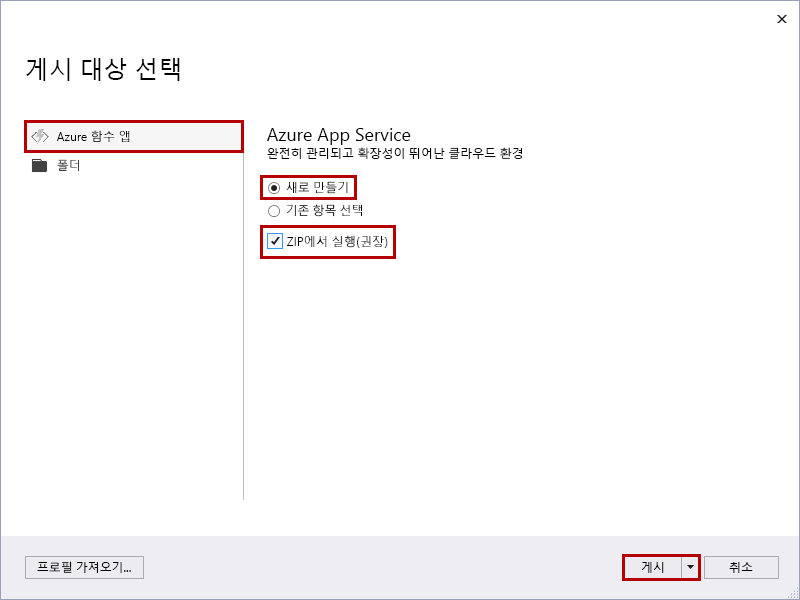 게시 대상 선택
Azure 함수 앱
폴더
Azure App Service
완전히 관리되고 확장성이 뛰어난 클라우드 환경
새로 만들기
기존 항목 선택
ZIP에서 실행(권장)
프로필 가져오기...
게시
취소